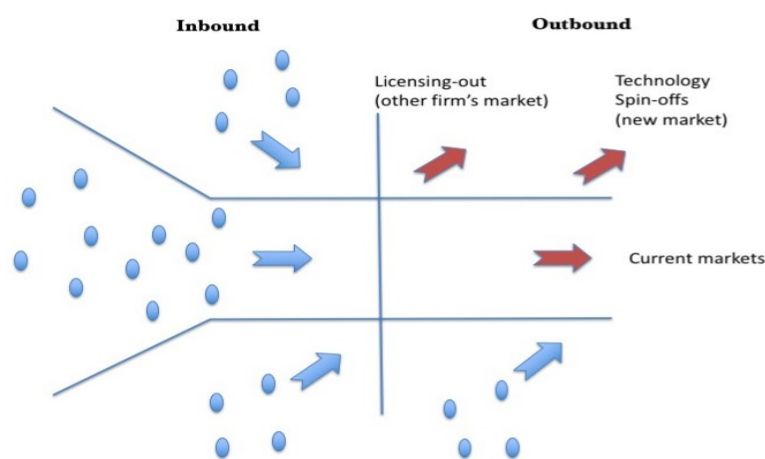 Inbound
Outbound
Licensing-out
(other firm's market)
Technology
Spin-offs
(new market)
Current markets